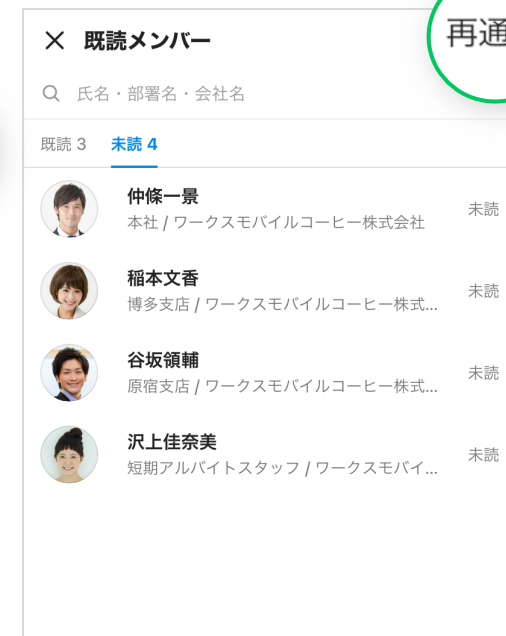 既読メンバー
再通
氏名・部署名・会社名
既読 3 未読 4
仲條一景
本社 / ワークスモバイルコーヒー株式会社 未読
稲本文香
博多支店 / ワークスモバイルコーヒー株式... 未読
谷坂領輔
原宿支店 / ワークスモバイルコーヒー株式... 未読
沢上佳奈美
短期アルバイトスタッフ / ワークスモバイ... 未読